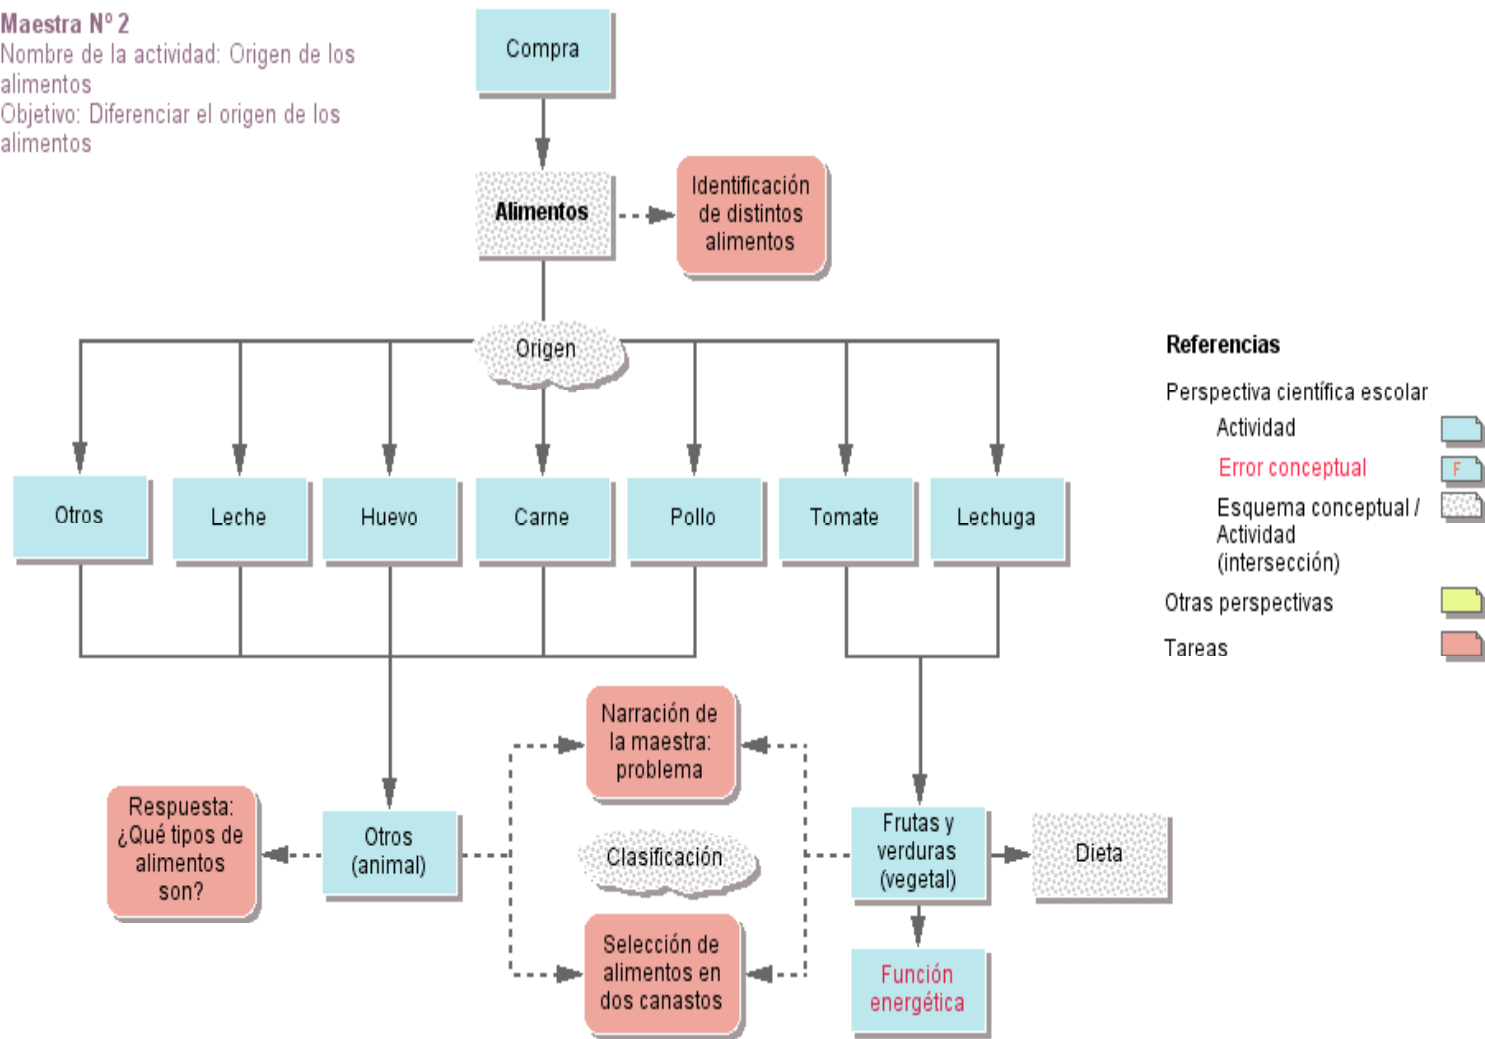 Maestra Nº 2
Nombre de la actividad: Origen de los
alimentos
Objetivo: Diferenciar el origen de los
alimentos
Compra
Alimentos
Identificación
de distintos
alimentos
Origen
Otros
Leche
Huevo
Carne
Pollo
Tomate
Lechuga
Narración de
la maestra:
problema
Respuesta:
¿Qué tipos de
alimentos
son?
Otros
(animal)
Clasificación
Frutas y
verduras
(vegetal)
Dieta
Selección de
alimentos en
dos canastos
Función
energética
Referencias
Perspectiva científica escolar
Actividad
Error conceptual
F
Esquema conceptual /
Actividad
(intersección)
Otras perspectivas
Tareas